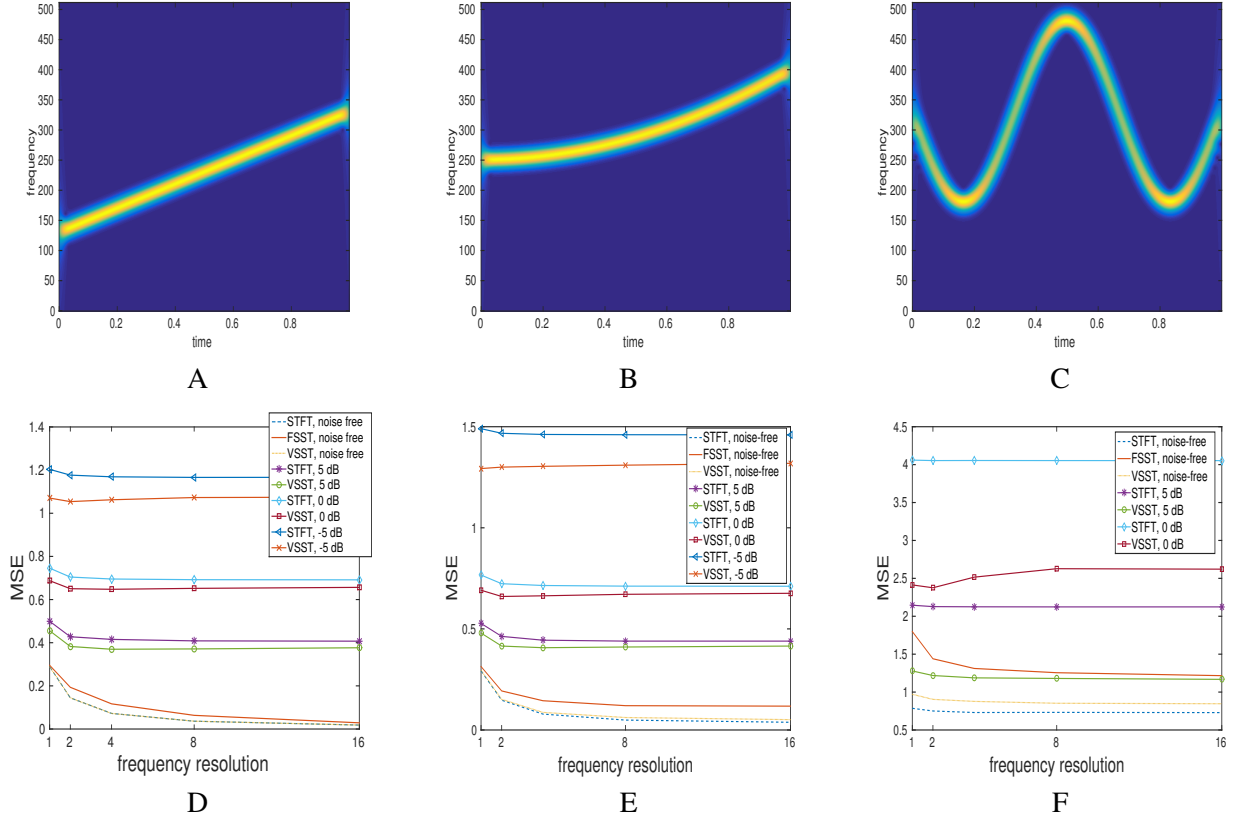 500
450
400
350
300
250
200
150
100
50
0
frequency
0 0.2 0.4 0.6 0.8
time
A
500
450
400
350
300
250
200
150
100
50
0
frequency
0 0.2 0.4 0.6 0.8
time
B
500
450
400
350
300
250
200
150
100
50
0
frequency
0 0.2 0.4 0.6 0.8
time
C
1.4
1.2
1
0.8
0.6
0.4
0.2
0
MSE
STFT, noise free
FSST, noise free
VSST, noise free
STFT, 5 dB
VSST, 5 dB
STFT, 0 dB
VSST, 0 dB
STFT, -5 dB
VSST, -5 dB
1 2 4 8 16
frequency resolution
D
1.5
1
0.5
0
MSE
STFT, noise-free
FSST, noise-free
VSST, noise-free
STFT, 5 dB
VSST, 5 dB
STFT, 0 dB
VSST, 0 dB
STFT, -5 dB
VSST, -5 dB
1 2 8 16
frequency resolution
E
4.5
4
3.5
3
2.5
2
1.5
1
0.5
MSE
STFT, noise-free
FSST, noise-free
VSST, noise-free
STFT, 5 dB
VSST, 5 dB
STFT, 0 dB
VSST, 0 dB
1 2 8 16
frequency resolution
F